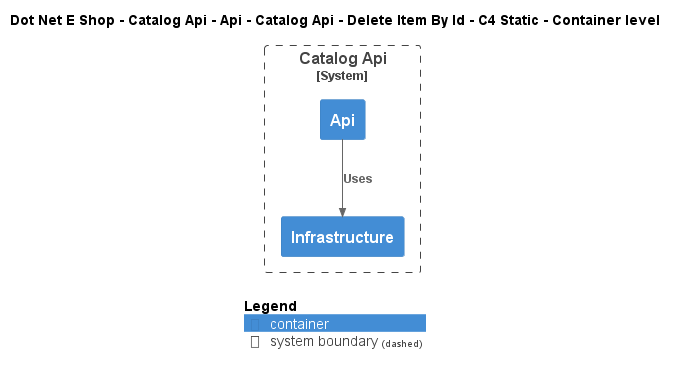 Dot Net E Shop - Catalog Api - Api - Catalog Api - Delete Item By Id - C4 Static - Container level
Catalog Api
[System]
Api
Uses
Infrastructure
Legend
container
system boundary (dashed)